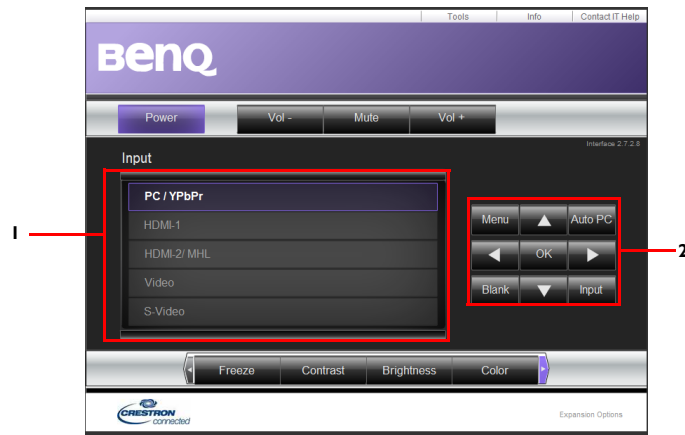 Tools Info Contact IT Help
BenQ
Power Vol - Mute Vol +
Interface 2.7.2.8
Input
PC / YPbPr
HDMI-1
HDMI-2/ MHL
Video
S-Video
Menu Auto PC
OK
Blank Input
1
2
Freeze Contrast Brightness Color
CRESTRON
connected
Expansion Options